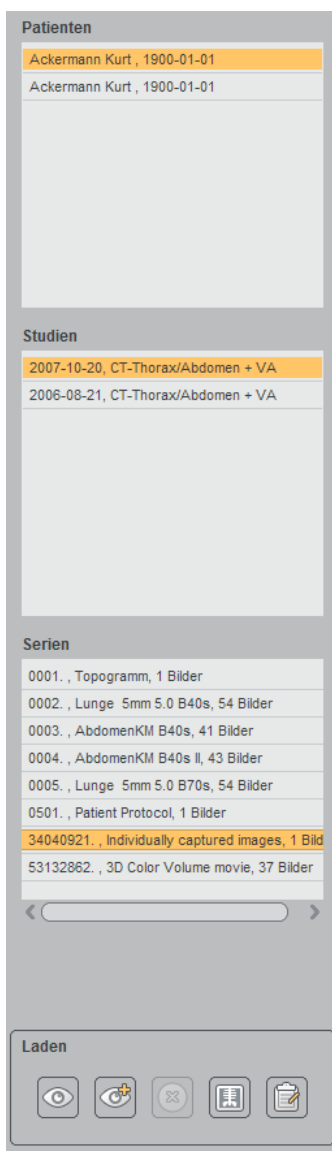 Patienten
Ackermann Kurt , 1900-01-01
Ackermann Kurt , 1900-01-01
Studien
2007-10-20, CT-Thorax/Abdomen + VA
2006-08-21, CT-Thorax/Abdomen + VA
Serien
0001. , Topogramm, 1 Bilder
0002. , Lunge  5mm 5.0 B40s, 54 Bilder
0003. , AbdomenKM B40s, 41 Bilder
0004. , AbdomenKM B40s II, 43 Bilder
0005. , Lunge  5mm 5.0 B70s, 54 Bilder
0501. , Patient Protocol, 1 Bilder
34040921. , Individually captured images, 1 Bild
53132862. , 3D Color Volume movie, 37 Bilder
Laden